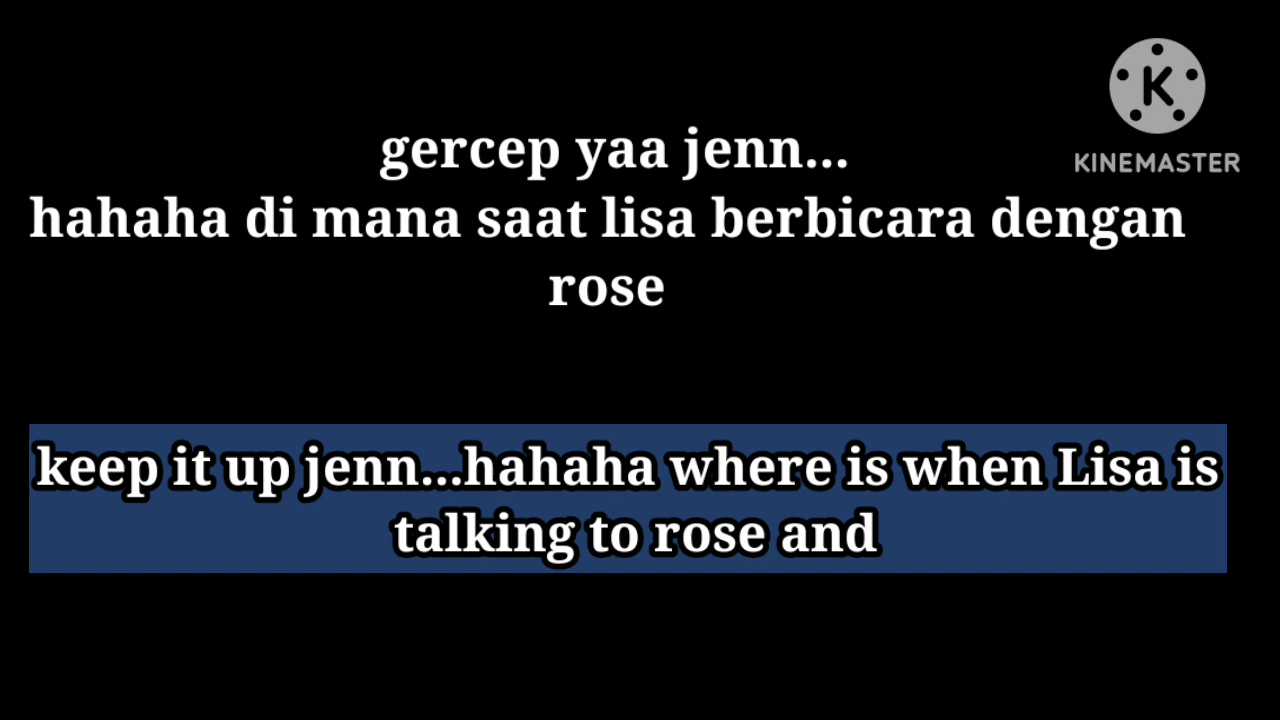 K
KINEMASTER
gercep yaa jenn...
hahaha di mana saat lisa berbicara dengan
rose
keep it up jenn...hahaha where is when Lisa is
talking to rose and